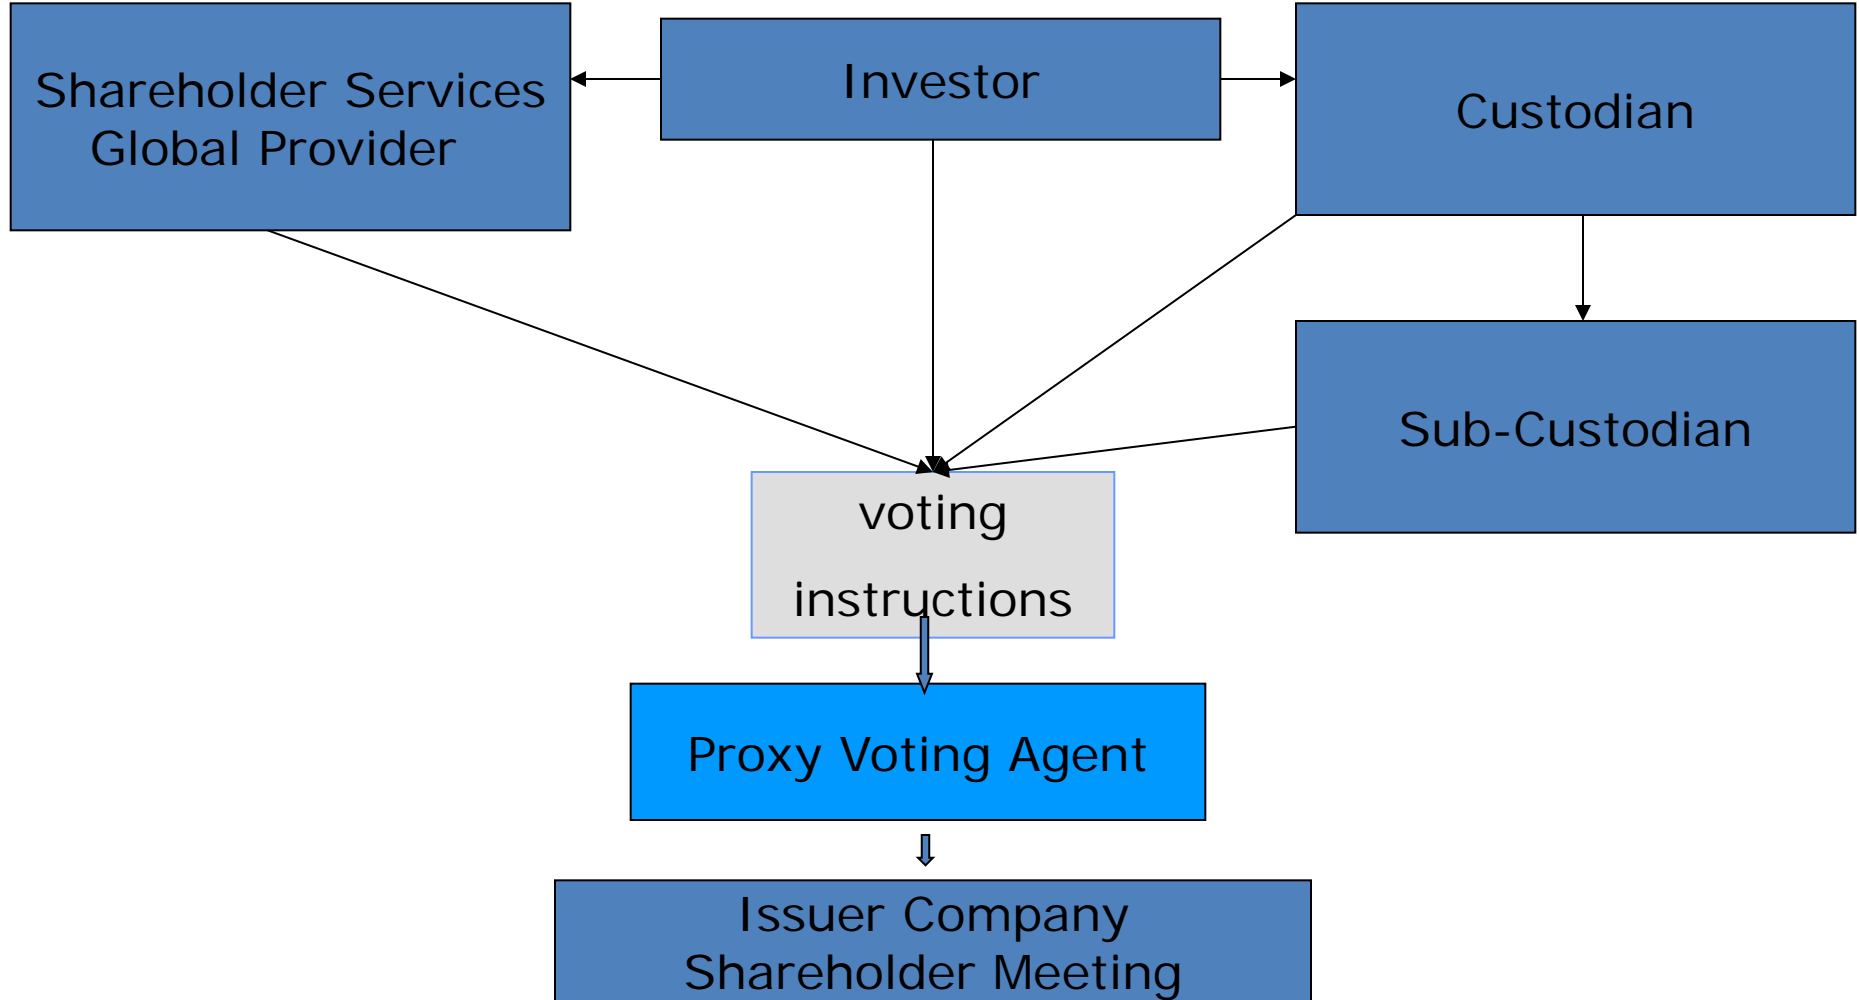 Shareholder Services
Global Provider
Investor
Custodian
Sub-Custodian
voting
instructions
Proxy Voting Agent
Issuer Company
Shareholder Meeting